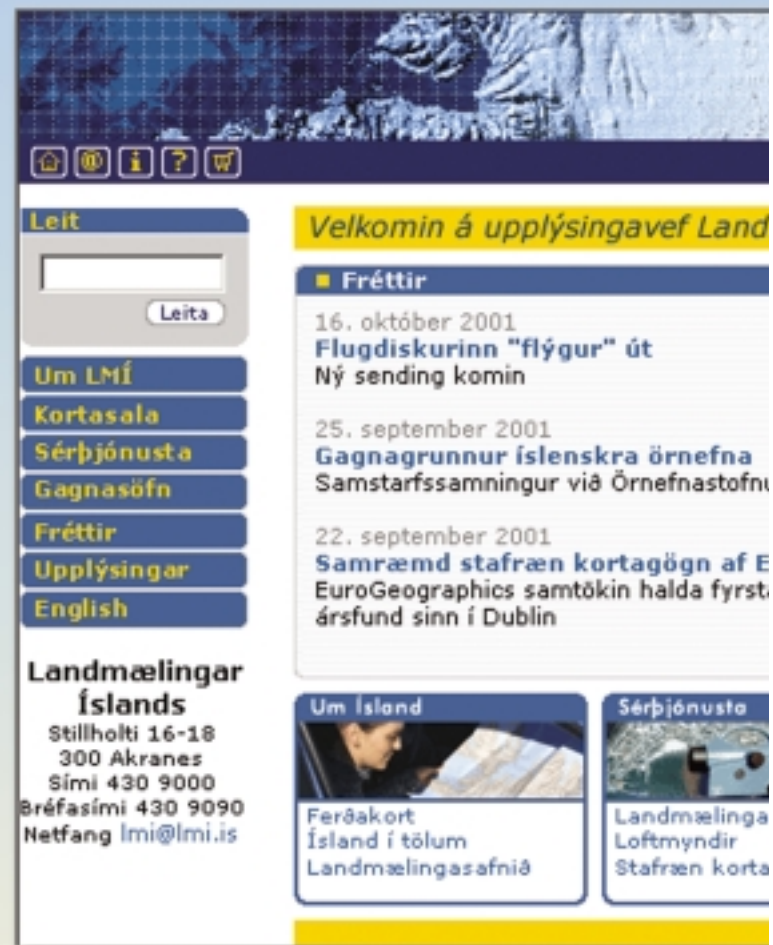 Leit
Leita
Um LMÍ
Kortasala
Sérþjónusta
Gagnasöfn
Fréttir
Upplýsingar
English
Landmælingar
Íslands
Stillholti 16-18
300 Akranes
Sími 430 9000
Bréfasími 430 9090
Netfang lmi@lmi.is
Velkomin á upplýsingavef Land
Fréttir
16. október 2001
Flugdiskurinn "flýgur" út
Ný sending komin
25. september 2001
Gagnagrunnur íslenskra örnefna
Samstarfssamningur við Örnefnastofnu
22. september 2001
Samræmd stafræn kortagögn af E
EuroGeographics samtökin halda fyrsta
ársfund sinn í Dublin
Um Ísland
Ferðakort
Ísland í tölum
Landmælingasafnið
Sérþjónusta
Landmælinga
Loftmyndir
Stafræn korta